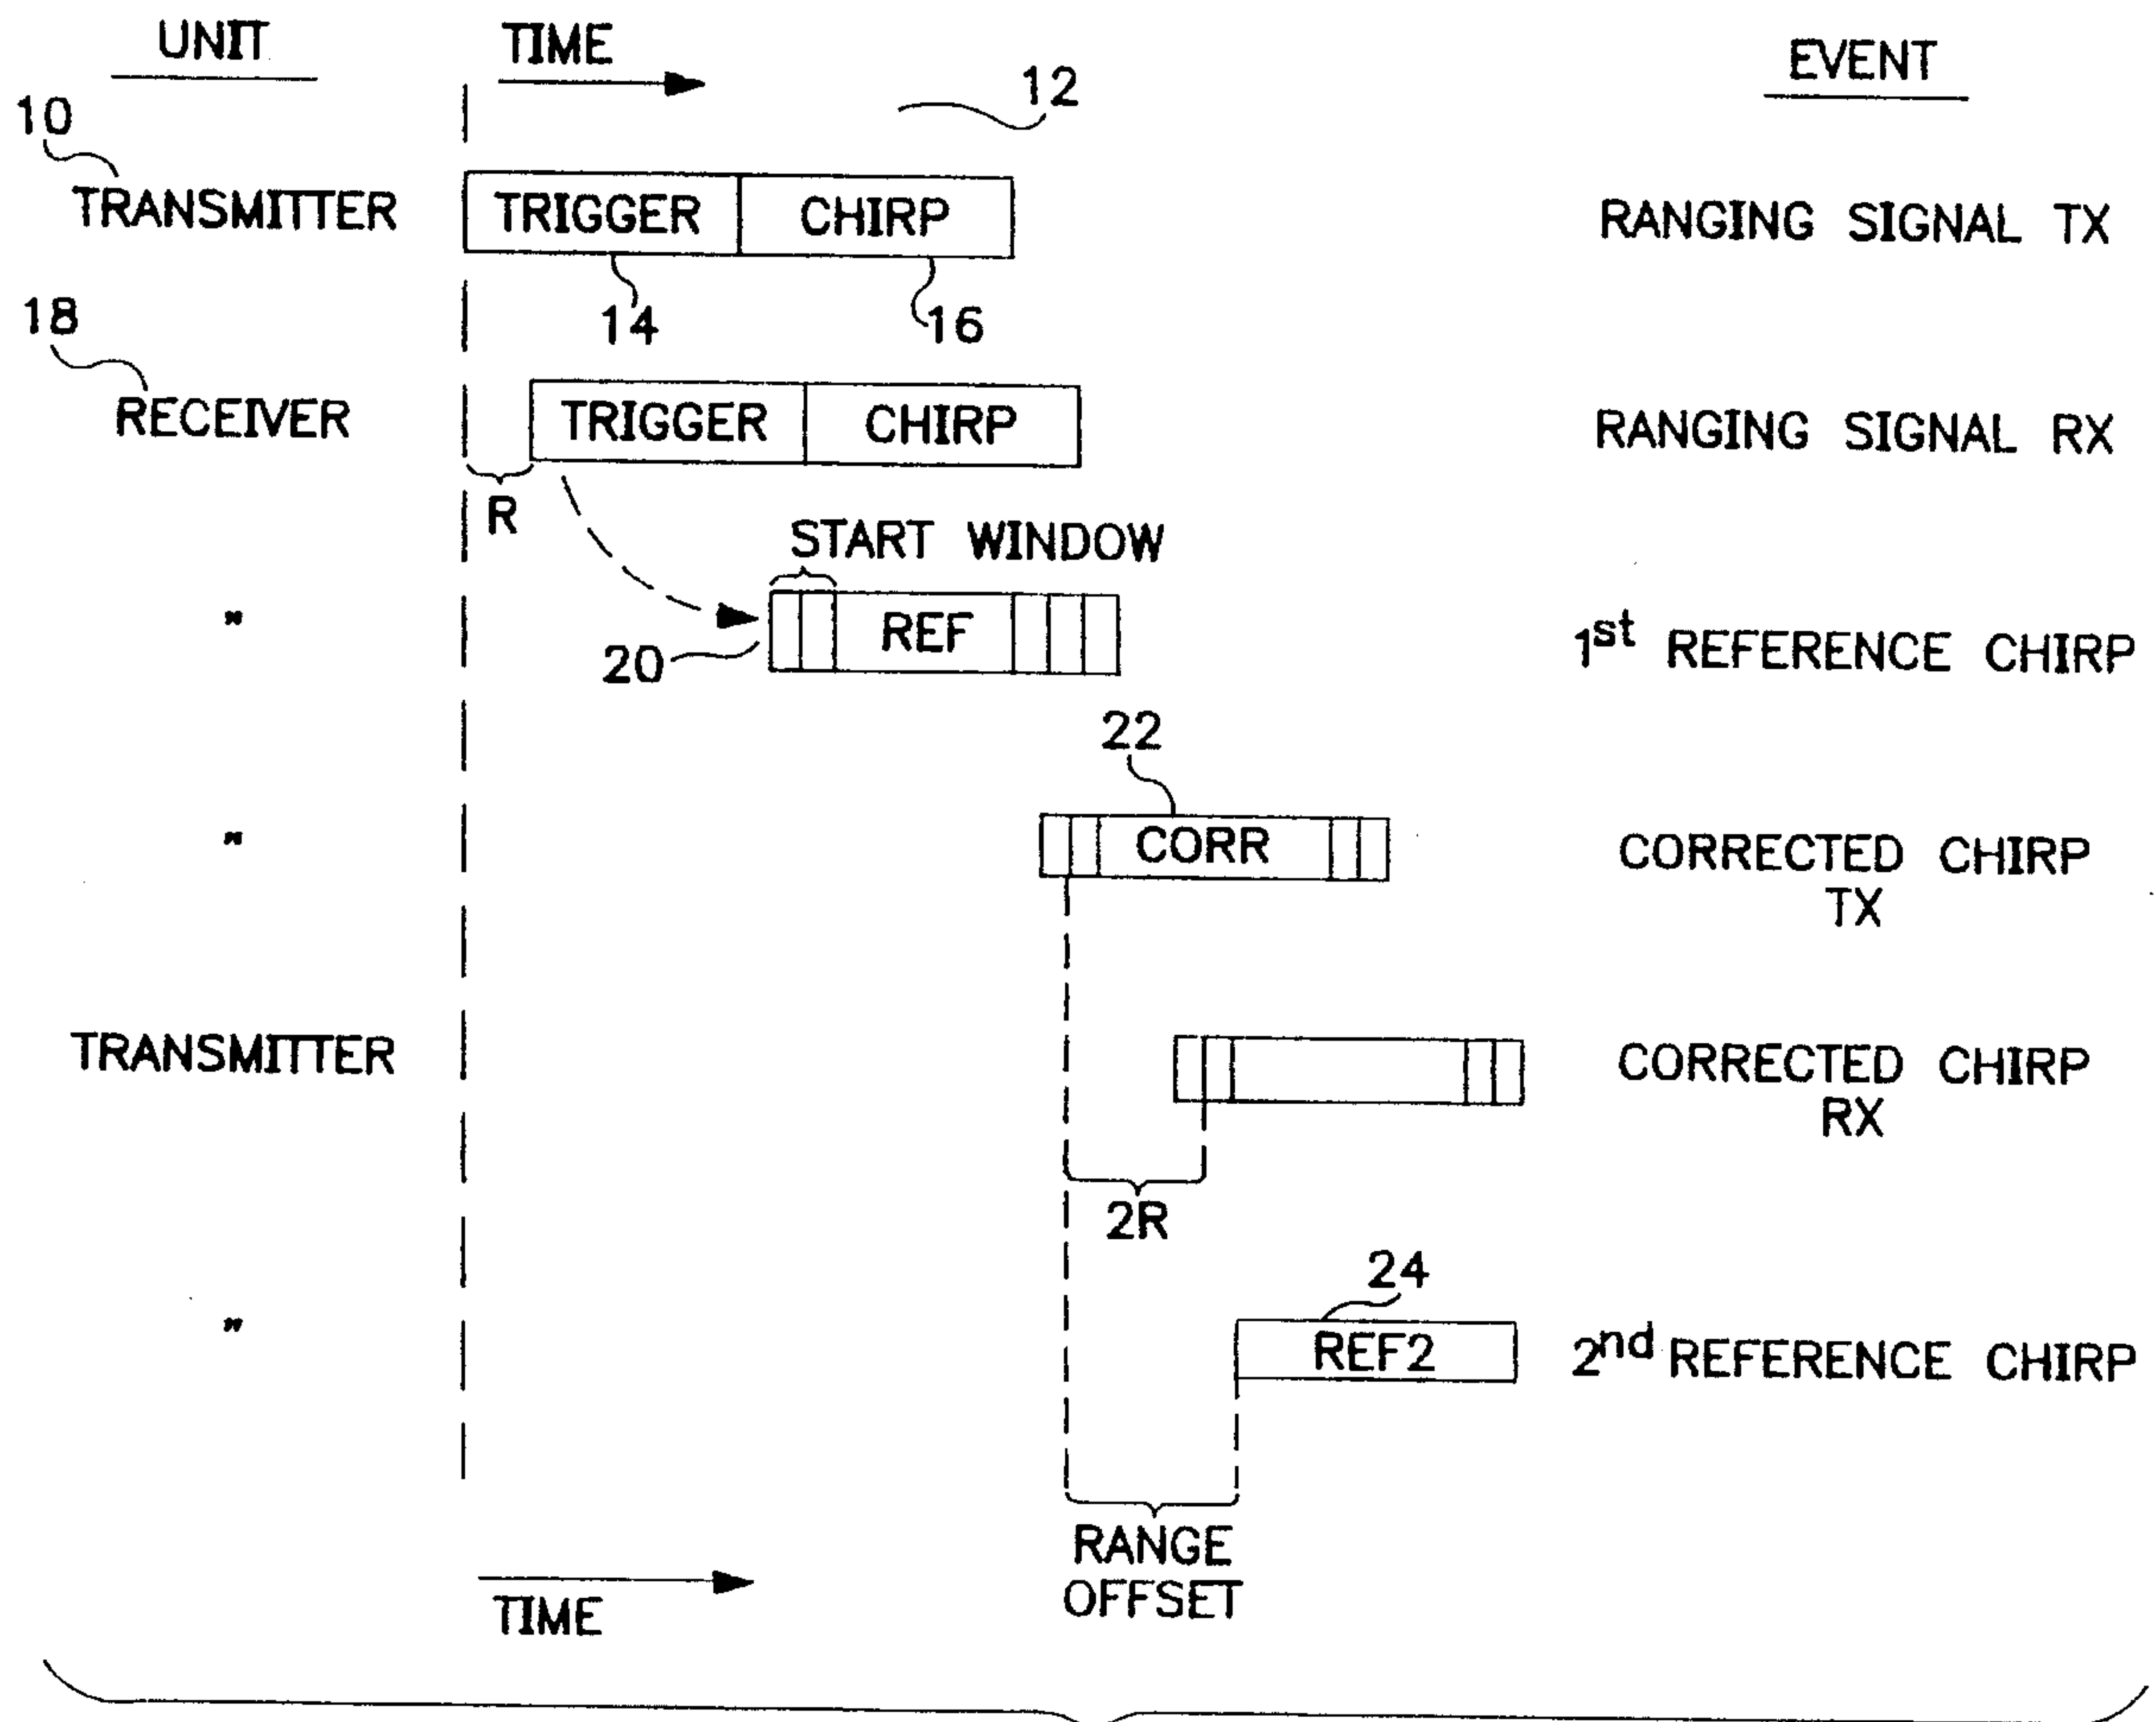 UNIT TIME EVENT
12
10
TRANSMITTER TRIGGER CHIRP RANGING SIGNAL TX
14 16
18
RECEIVER TRIGGER CHIRP RANGING SIGNAL RX
R
START WINDOW
" REF 1st REFERENCE CHIRP
20
22
" CORR CORRECTED CHIRP
TX
TRANSMITTER CORRECTED CHIRP
RX
2R
24
" REF2 2nd REFERENCE CHIRP
RANGE
OFFSET
TIME